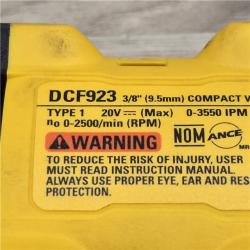 DCF923 3/8" (9.5mm) COMPACT
TYPE 1 20V⎓ (Max) 0-3550 IPM
n0 0-2500/min (RPM)
WARNING
NOM ANCE
MR
TO REDUCE THE RISK OF INJURY, USER
MUST READ INSTRUCTION MANUAL.
ALWAYS USE PROPER EYE, EAR AND
PROTECTION.